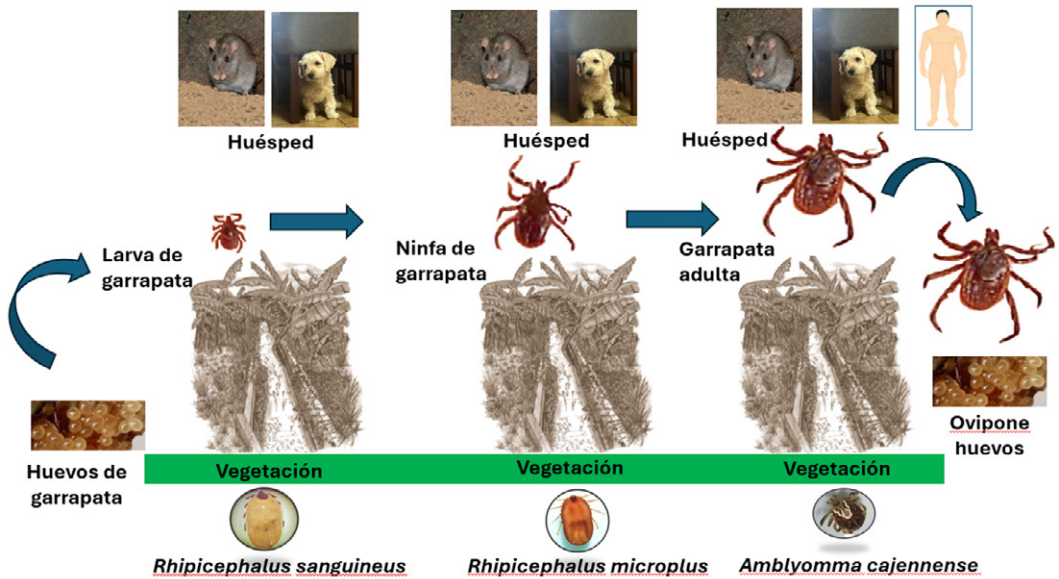 Huésped
Huésped
Huésped
Larva de
garrapata
Ninfa de
garrapata
Garrapata
adulta
Huevos de
garrapata
Ovipone
huevos
Vegetación
Vegetación
Vegetación
Rhipicephalus sanguineus
Rhipicephalus microplus
Amblyomma cajennense